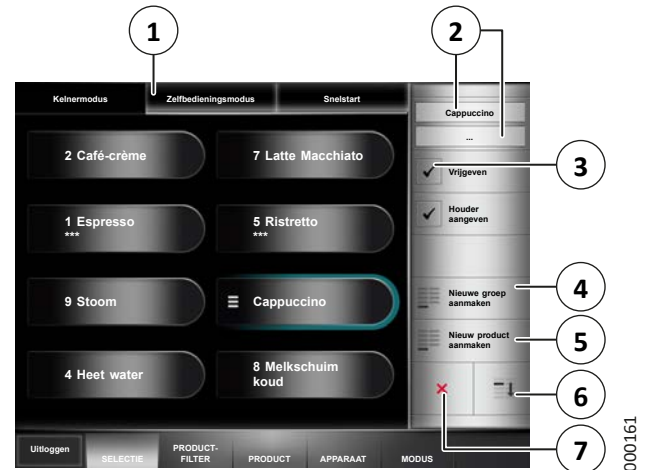 1
2
Kelnermodus
Zelfbedieningsmodus
Snelstart
Cappuccino
...
2 Café-crème
7 Latte Macchiato
Vrijgeven
3
1 Espresso
***
5 Ristretto
***
Houder
aangeven
9 Stoom
Cappuccino
Nieuwe groep
aanmaken
4
Nieuw product
aanmaken
5
4 Heet water
8 Melkschuim
koud
6
7
Uitloggen
SELECTIE
PRODUCT-
FILTER
PRODUCT
APPARAAT
MODUS
000161